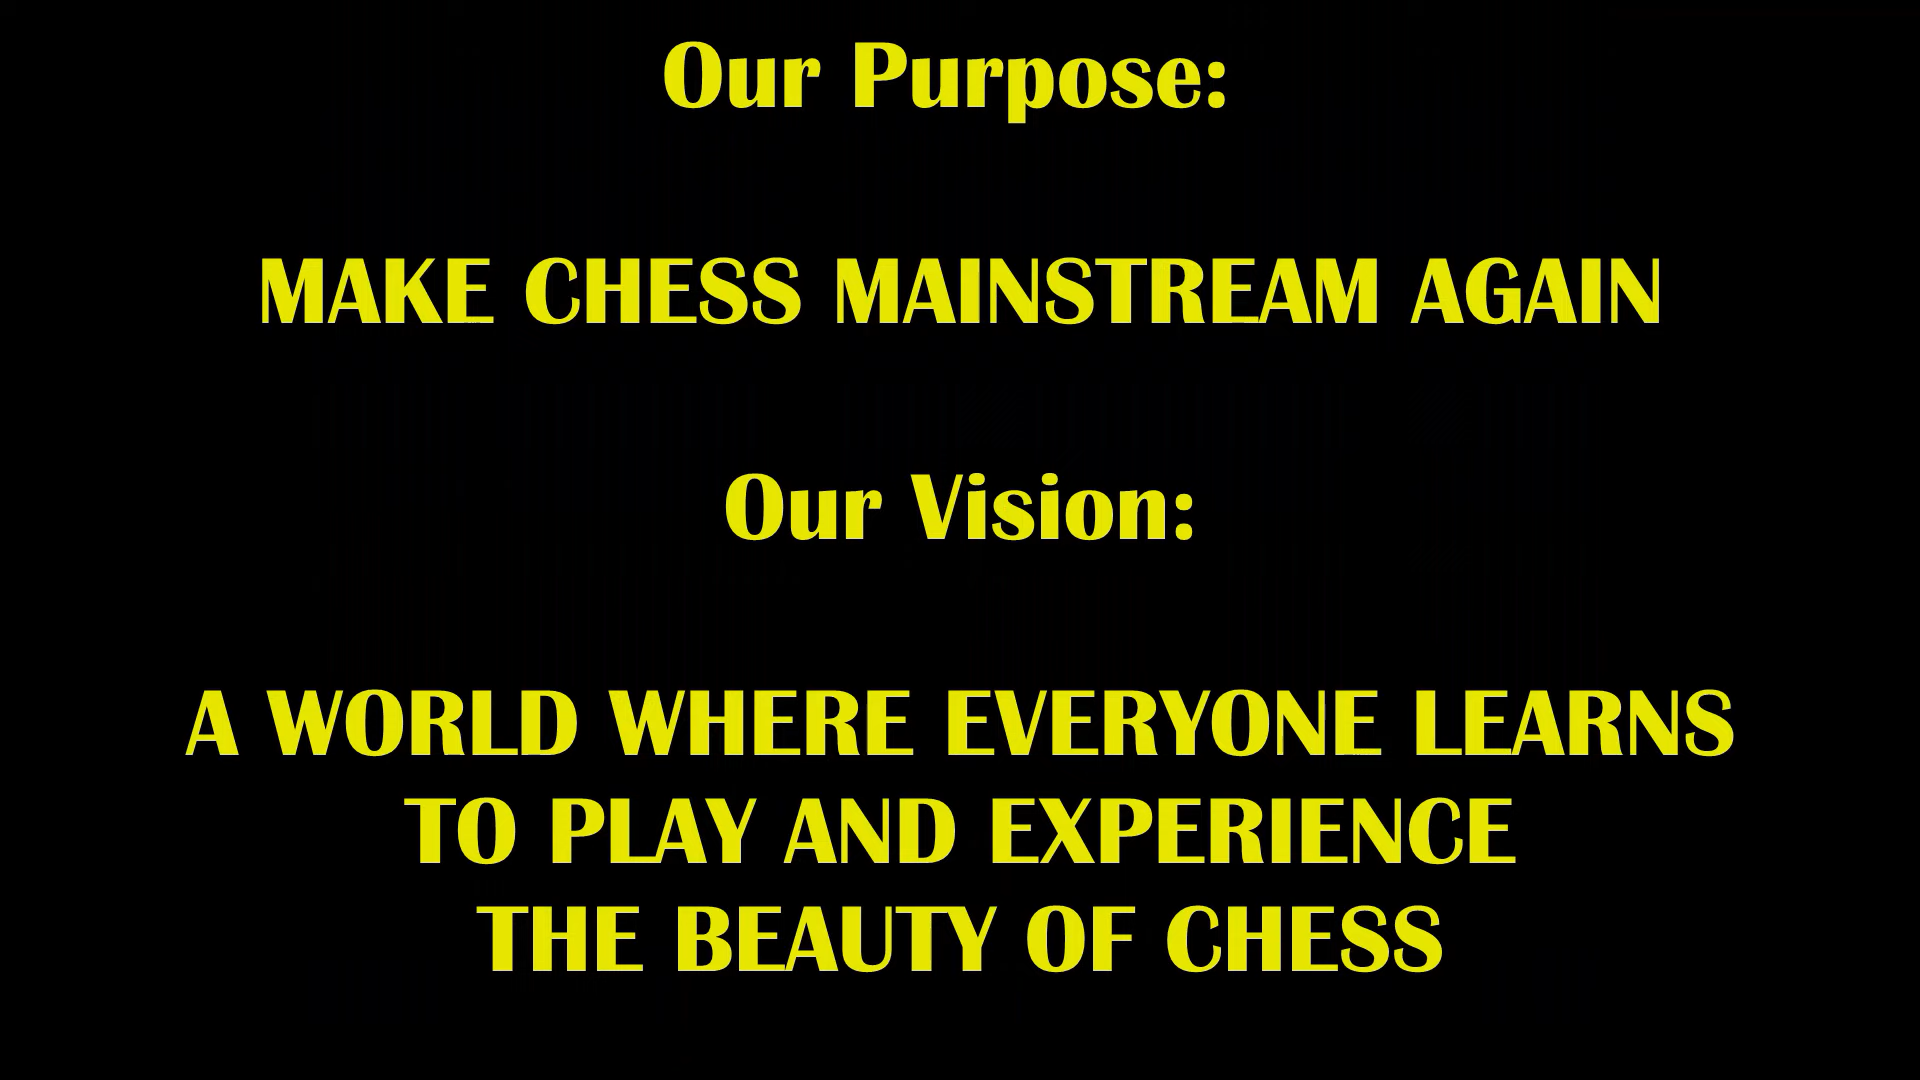 Our Purpose:
MAKE CHESS MAINSTREAM AGAIN
Our Vision:
A WORLD WHERE EVERYONE LEARNS
TO PLAY AND EXPERIENCE
THE BEAUTY OF CHESS